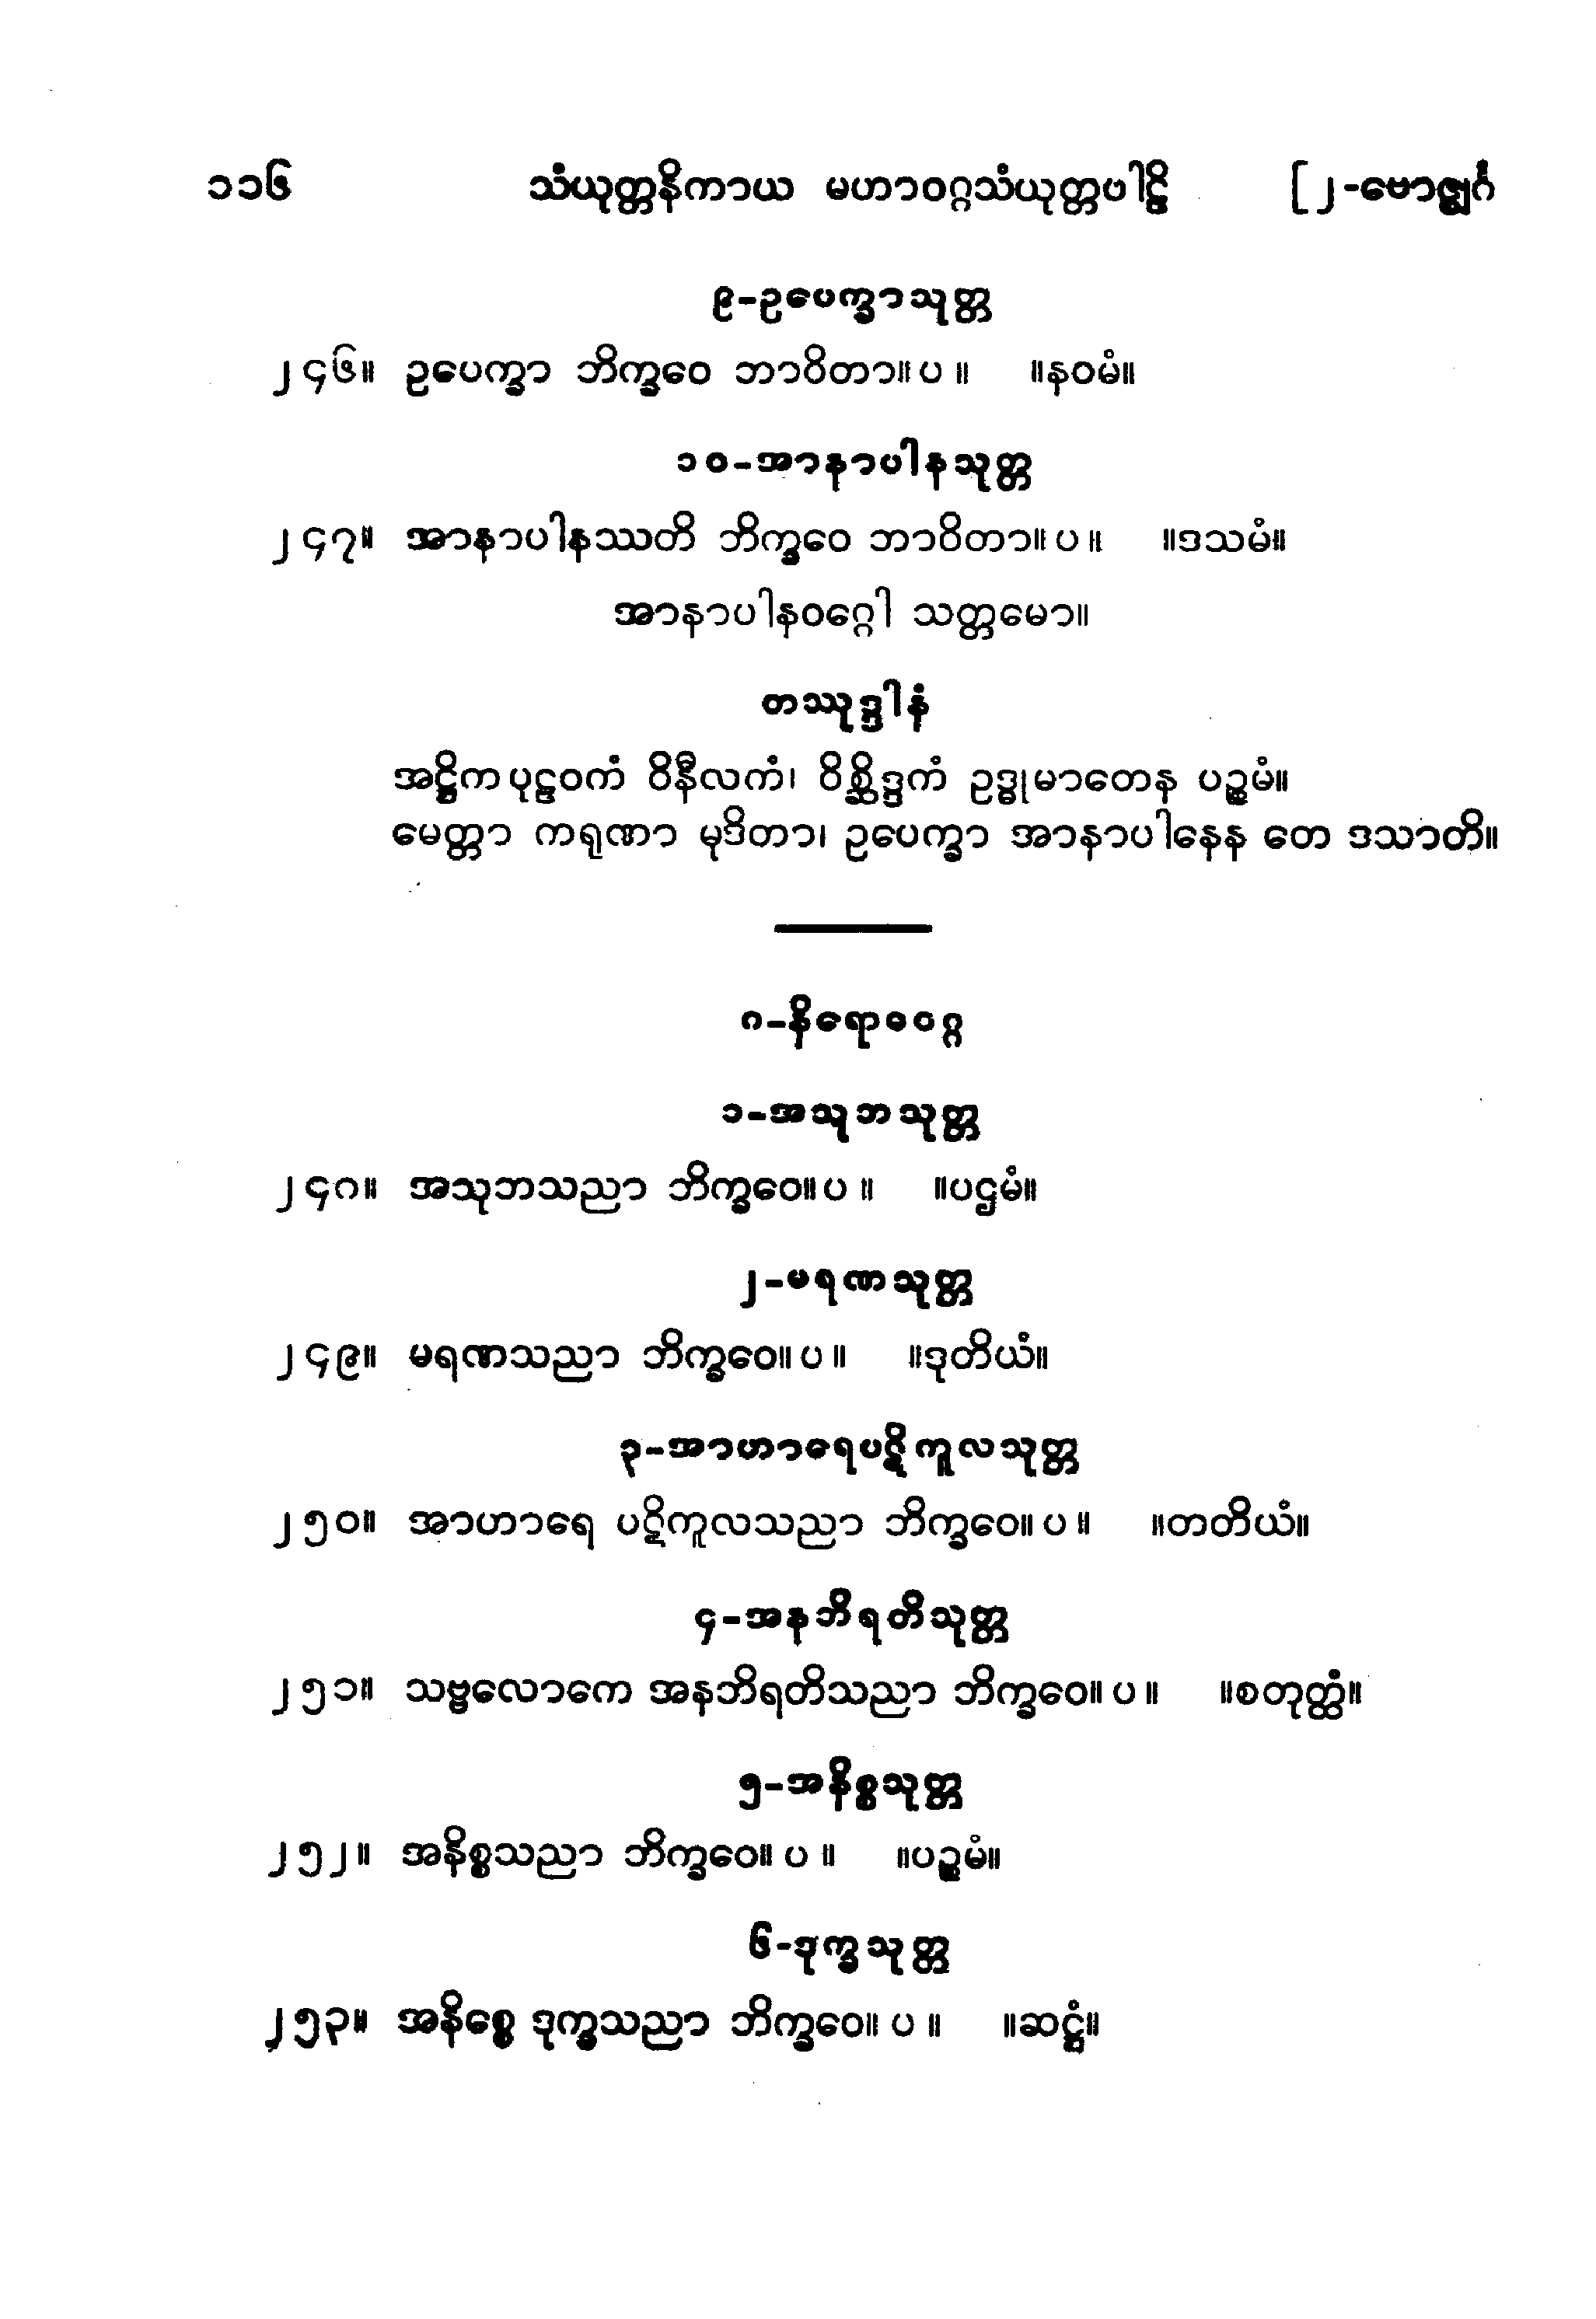 ၁၁၆ သံယုတ္တနိကာယ မဟာဝဂ္ဂသံယုတ္တဗါဠိ [၂-ဗောဇ္ဈင်္ဂ
၉-ဥပေက္ခာသုတ္တ
၂၄၆။ ဥပေက္ခာ ဘိက္ခဝေ ဘာဝိတာ။ပ။ ။နဝမံ။
၁၀-အာနာပါနသုတ္တ
၂၄၇။ အာနာပါနဿတိ ဘိက္ခဝေ ဘာဝိတာ။ပ။ ။ဒသမံ။
အာနာပါနဝဂ္ဂေါ သတ္တမော။
တဿုဒ္ဒါနံ
အဋ္ဌိက ပုဠဝကံ ဝိနီလကံ၊ ဝိစ္ဆိဒ္ဒကံ ဥဒ္ဓုမာတေန ပဉ္စမံ။
မေတ္တာ ကရုဏာ မုဒိတာ၊ ဥပေက္ခာ အာနာပါနေန တေ ဒသာတိ။
၈-နိရောဓဝဂ္ဂ
၁-အသုဘသုတ္တ
၂၄၈။ အသုဘသညာ ဘိက္ခဝေ။ပ။ ။ပဌမံ။
၂-မရဏသုတ္တ
၂၄၉။ မရဏသညာ ဘိက္ခဝေ။ပ။ ။ဒုတိယံ။
၃-အာဟာရေပဋိကူလသုတ္တ
၂၅၀။ အာဟာရေ ပဋိကူလသညာ ဘိက္ခဝေ။ပ။ ။တတိယံ။
၄-အနဘိရတိသုတ္တ
၂၅၁။ သဗ္ဗလောကေ အနဘိရတိသညာ ဘိက္ခဝေ။ပ။ ။စတုတ္ထံ။
၅-အနိစ္စသုတ္တ
၂၅၂။ အနိစ္စသညာ ဘိက္ခဝေ။ပ။ ။ပဉ္စမံ။
၆-ဒုက္ခသုတ္တ
၂၅၃။ အနိစ္စေ ဒုက္ခသညာ ဘိက္ခဝေ။ပ။ ။ဆဋ္ဌံ။